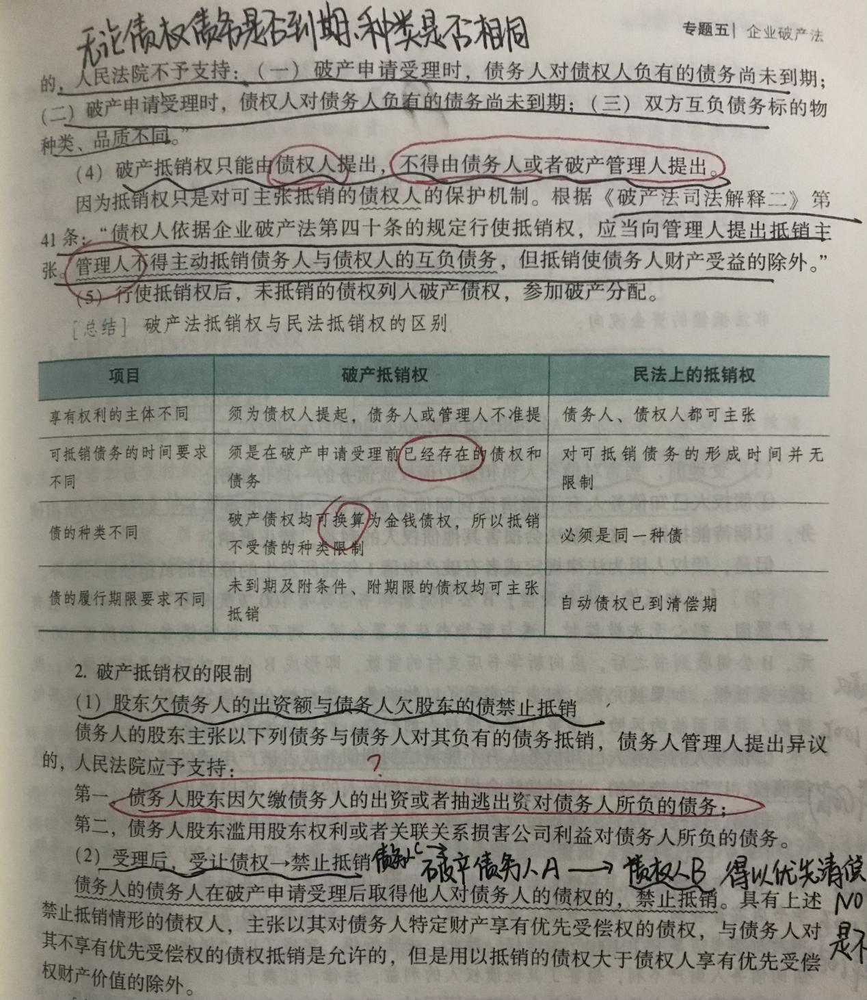 无论债权债务是否到期、种类是否相同
专题五| 企业破产法
的，人民法院不予支持：（一）破产申请受理时，债务人对债权人负有的债务尚未到期；
（二）破产申请受理时，债权人对债务人负有的债务尚未到期；（三）双方互负债务标的物
种类、品质不同。”
（4）破产抵销权只能由债权人提出，不得由债务人或者破产管理人提出。
因为抵销权只是对可主张抵销的债权人的保护机制。根据《破产法司法解释二》第
41条：“债权人依据企业破产法第四十条的规定行使抵销权，应当向管理人提出抵销主
张。管理人不得主动抵销债务人与债权人的互负债务，但抵销使债务人财产受益的除外。”
（5）行使抵销权后，未抵销的债权列入破产债权，参加破产分配。
［总结］ 破产法抵销权与民法抵销权的区别
项目 破产抵销权 民法上的抵销权
享有权利的主体不同 须为债权人提起，债务人或管理人不准提 债务人、债权人都可主张
可抵销债务的时间要求 须是在破产申请受理前已经存在的债权和 对可抵销债务的形成时间并无
不同 债务 限制
债的种类不同 破产债权均可换算为金钱债权，所以抵销 必须是同一种债
不受债的种类限制
债的履行期限要求不同 未到期及附条件、附期限的债权均可主张 自动债权已到清偿期
抵销
2. 破产抵销权的限制
（1）股东欠债务人的出资额与债务人欠股东的债禁止抵销
债务人的股东主张以下列债务与债务人对其负有的债务抵销，债务人管理人提出异议
的，人民法院应予支持：
?
第一，债务人股东因欠缴债务人的出资或者抽逃出资对债务人所负的债务；
第二，债务人股东滥用股东权利或者关联关系损害公司利益对债务人所负的债务。
（2）受理后，受让债权→禁止抵销 债务人C→ 破产债务人A → 债权人B 得以优先清偿
债务人的债务人在破产申请受理后取得他人对债务人的债权的，禁止抵销。具有上述 NO
禁止抵销情形的债权人，主张以其对债务人特定财产享有优先受偿权的债权，与债务人对
其不享有优先受偿权的债权抵销是允许的，但是用以抵销的债权大于债权人享有优先受偿 是不
权财产价值的除外。